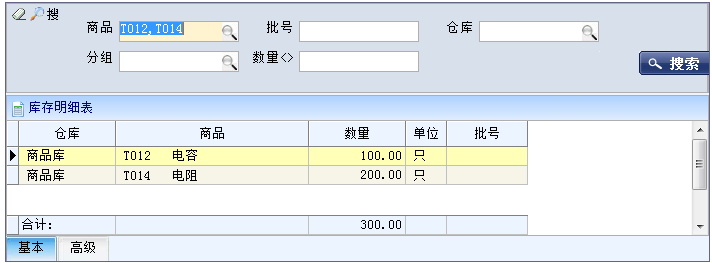 搜
商品 T012,T014 批号 仓库
分组 数量<> 搜索
库存明细表
仓库 商品 数量 单位 批号
商品库 T012 电容 100.00 只
商品库 T014 电阻 200.00 只
合计: 300.00
基本 高级